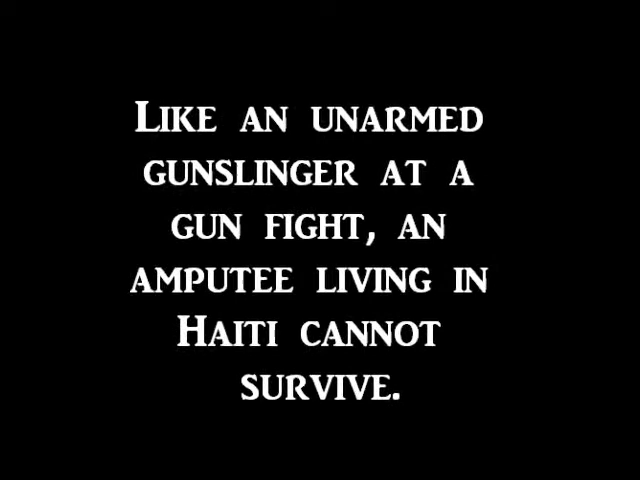 Like an unarmed
gunslinger at a
gun fight, an
amputee living in
Haiti cannot
survive.